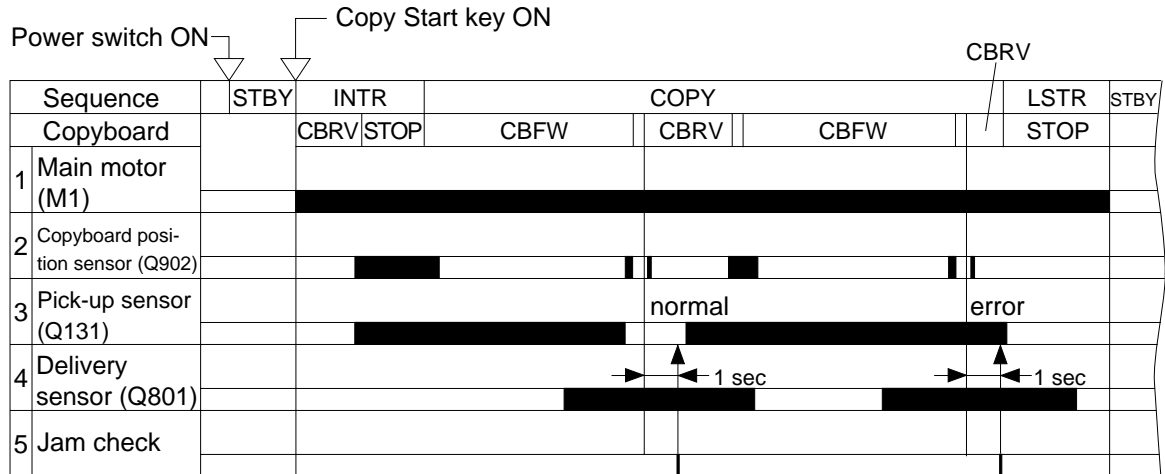 Copy Start key ON
Power switch ON
CBRV
Sequence STBY INTR COPY LSTR STBY
Copyboard CBRV STOP CBFW CBRV CBFW STOP
1 Main motor
(M1)
2 Copyboard posi-
tion sensor (Q902)
3 Pick-up sensor normal error
(Q131)
4 Delivery
sensor (Q801) 1 sec 1 sec
5 Jam check